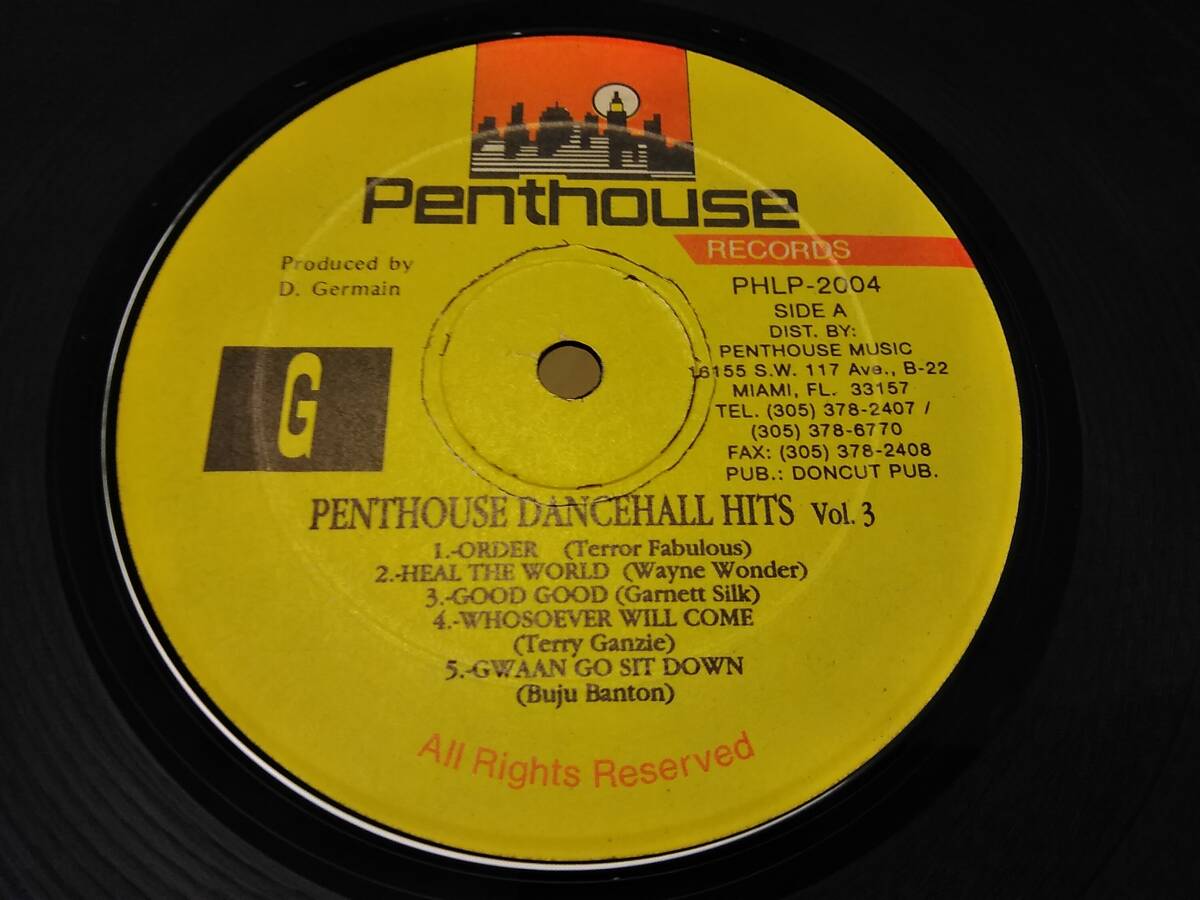 Penthouse
RECORDS
Produced by
D. Germain
G
PHLP-2004
SIDE A
DIST. BY:
PENTHOUSE MUSIC
16155 S.W. 117 Ave., B-22
MIAMI, FL. 33157
TEL. (305) 378-2407 /
(305) 378-6770
FAX: (305) 378-2408
PUB.: DONCUT PUB.
PENTHOUSE DANCEHALL HITS Vol. 3
1.-ORDER (Terror Fabulous)
2.-HEAL THE WORLD (Wayne Wonder)
3.-GOOD GOOD (Garnett Silk)
4.-WHOSOEVER WILL COME
(Terry Ganzie)
5.-GWAAN GO SIT DOWN
(Buju Banton)
All Rights Reserved